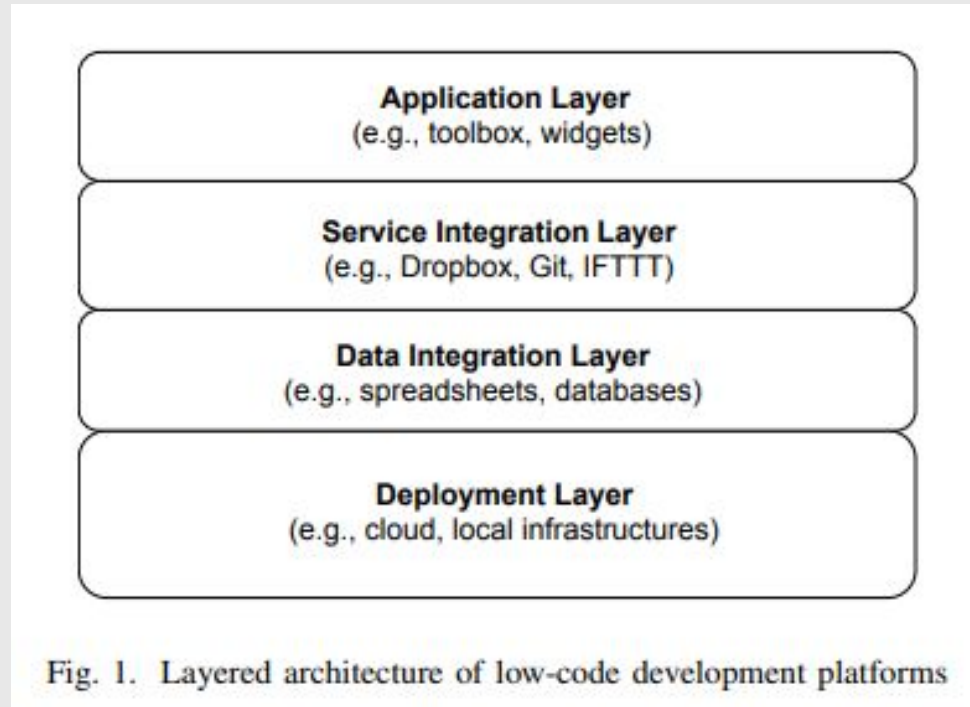 Application Layer
(e.g., toolbox, widgets)
Service Integration Layer
(e.g., Dropbox, Git, IFTTT)
Data Integration Layer
(e.g., spreadsheets, databases)
Deployment Layer
(e.g., cloud, local infrastructures)
Fig. 1. Layered architecture of low-code development platforms